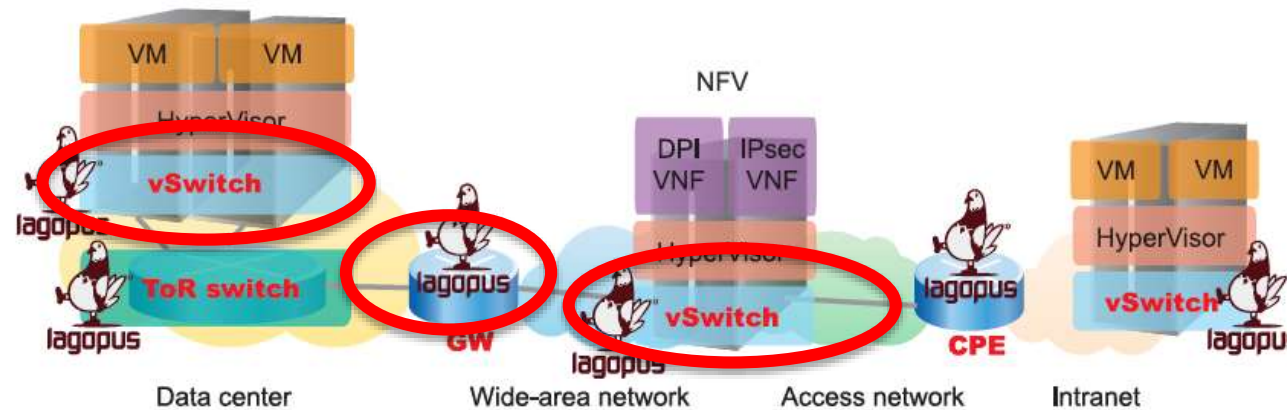 VM VM
HyperVisor
vSwitch
lagopus
ToR switch
lagopus
lagopus
GW
NFV
DPI IPsec
VNF VNF
HyperVisor
vSwitch
lagopus
lagopus
CPE
VM VM
HyperVisor
vSwitch
lagopus
Data center Wide-area network Access network Intranet